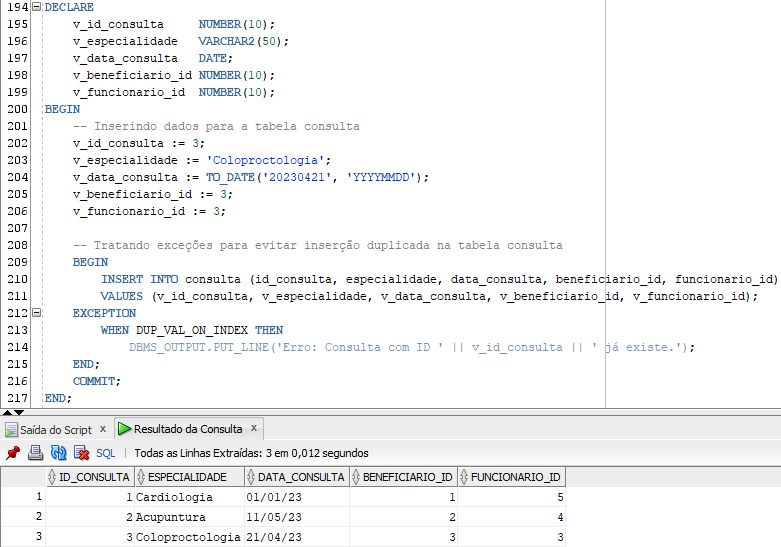 194 DECLARE
195 v_id_consulta NUMBER(10);
196 v_especialidade VARCHAR2(50);
197 v_data_consulta DATE;
198 v_beneficiario_id NUMBER(10);
199 v_funcionario_id NUMBER(10);
200 BEGIN
201 -- Inserindo dados para a tabela consulta
202 v_id_consulta := 3;
203 v_especialidade := 'Coloproctologia';
204 v_data_consulta := TO_DATE('20230421', 'YYYYMMDD');
205 v_beneficiario_id := 3;
206 v_funcionario_id := 3;
207
208 -- Tratando exceções para evitar inserção duplicada na tabela consulta
209 BEGIN
210 INSERT INTO consulta (id_consulta, especialidade, data_consulta, beneficiario_id, funcionario_id)
211 VALUES (v_id_consulta, v_especialidade, v_data_consulta, v_beneficiario_id, v_funcionario_id);
212 EXCEPTION
213 WHEN DUP_VAL_ON_INDEX THEN
214 DBMS_OUTPUT.PUT_LINE('Erro: Consulta com ID ' || v_id_consulta || ' já existe.');
215 END;
216 COMMIT;
217 END;
Saída do Script x Resultado da Consulta x
SQL | Todas as Linhas Extraídas: 3 em 0,012 segundos
ID_CONSULTA ESPECIALIDADE DATA_CONSULTA BENEFICIARIO_ID FUNCIONARIO_ID
1 1 Cardiologia 01/01/23 1 5
2 2 Acupuntura 11/05/23 2 4
3 3 Coloproctologia 21/04/23 3 3